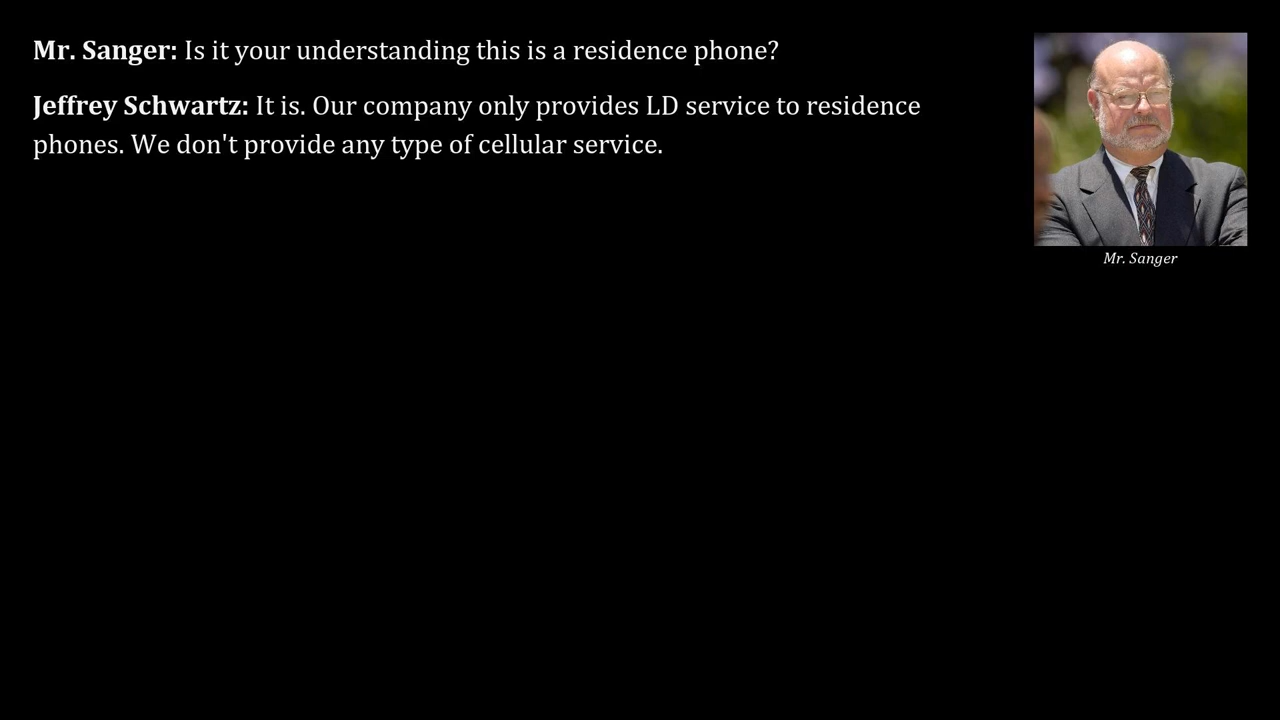 Mr. Sanger: Is it your understanding this is a residence phone?
Jeffrey Schwartz: It is. Our company only provides LD service to residence
phones. We don't provide any type of cellular service.
Mr. Sanger